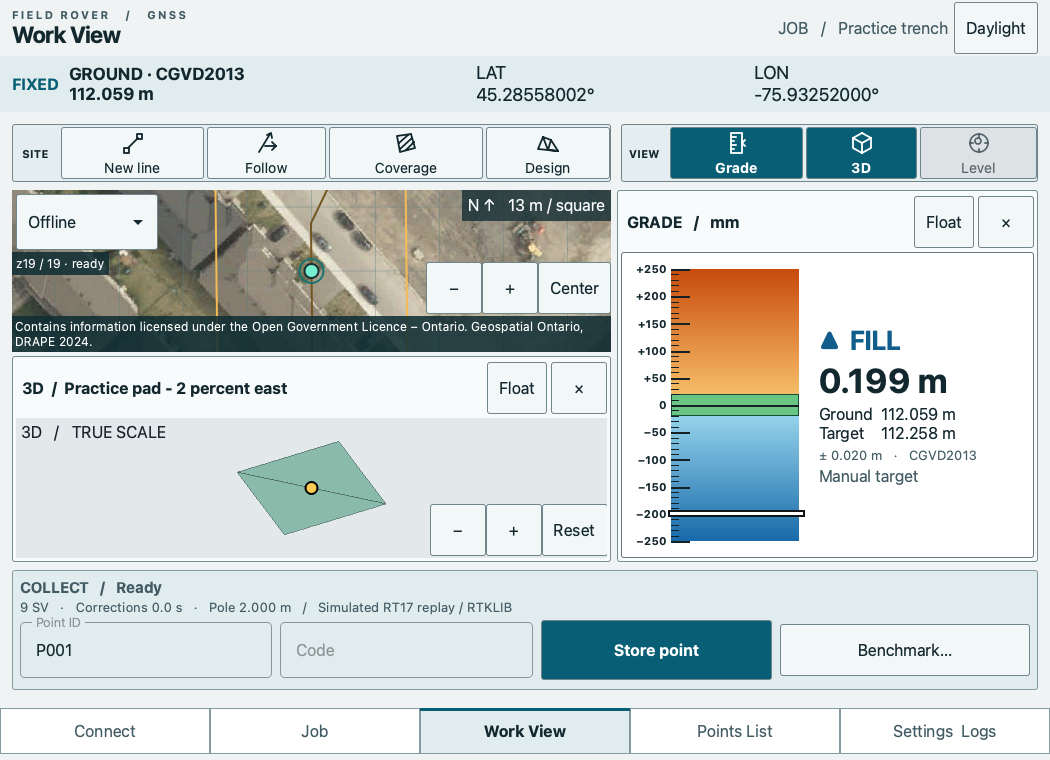 FIELD ROVER / GNSS
Work View
JOB / Practice trench
Daylight
FIXED
GROUND · CGVD2013
112.059 m
LAT
45.28558002°
LON
-75.93252000°
SITE
New line
Follow
Coverage
Design
VIEW
Grade
3D
Level
Offline
N ↑ 13 m / square
z19 / 19 · ready
−
+
Center
Contains information licensed under the Open Government Licence – Ontario. Geospatial Ontario,
DRAPE 2024.
3D / Practice pad - 2 percent east
Float
×
3D / TRUE SCALE
−
+
Reset
GRADE / mm
Float
×
+250
+200
+150
+100
+50
0
−50
−100
−150
−200
−250
▲ FILL
0.199 m
Ground 112.059 m
Target 112.258 m
± 0.020 m · CGVD2013
Manual target
COLLECT / Ready
9 SV · Corrections 0.0 s · Pole 2.000 m / Simulated RT17 replay / RTKLIB
Point ID
P001
Code
Store point
Benchmark...
Connect
Job
Work View
Points List
Settings Logs